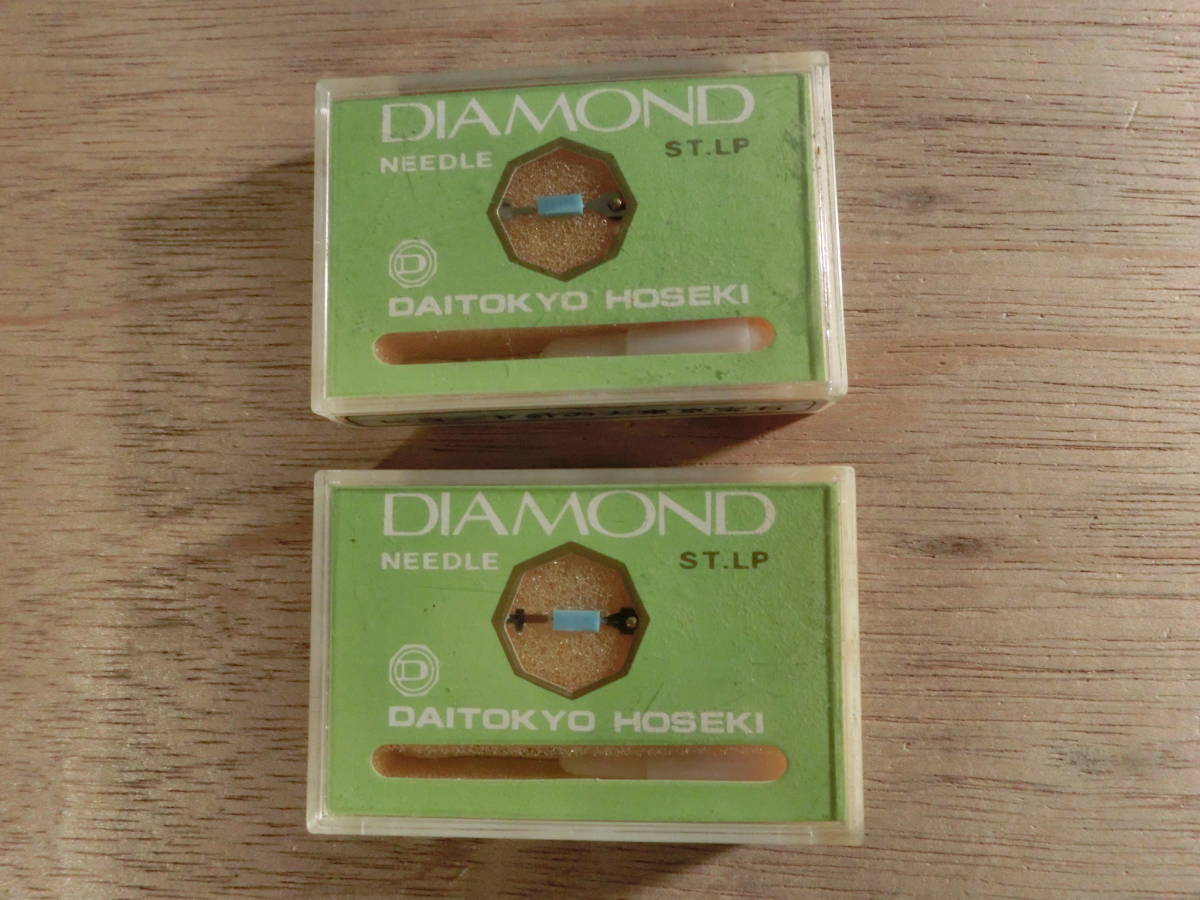 DIAMOND
NEEDLE
ST.LP
D
DAITOKYO HOSEKI
DIAMOND
NEEDLE
ST.LP
D
DAITOKYO HOSEKI